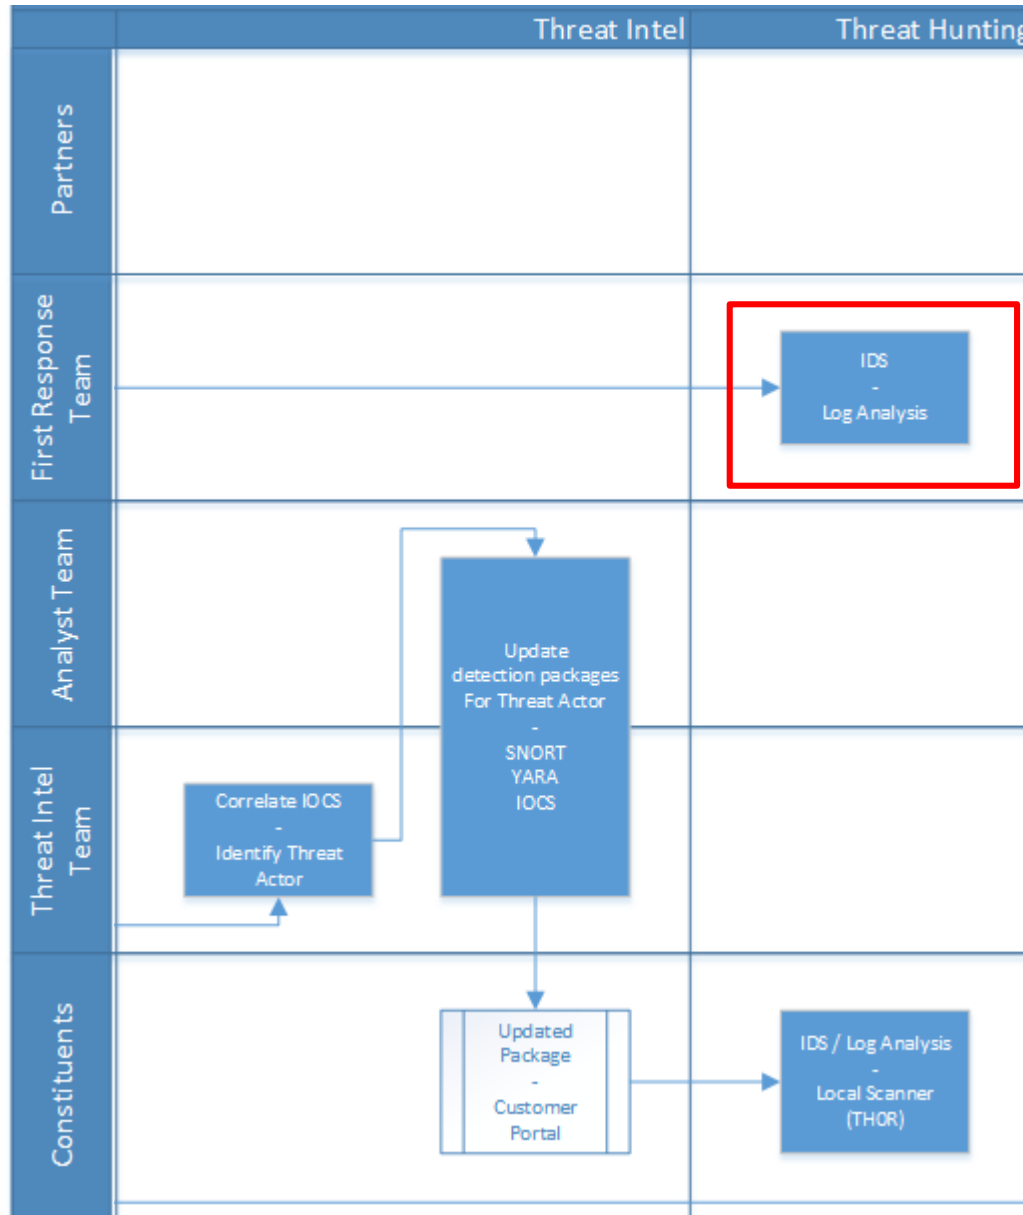 Threat Intel
Threat Hunting
Partners
First Response
Team
IDS
-
Log Analysis
Analyst Team
Update
detection packages
For Threat Actor
-
SNORT
YARA
IOCS
Threat Intel
Team
Correlate IOCS
-
Identify Threat
Actor
Constituents
Updated
Package
-
Customer
Portal
IDS / Log Analysis
-
Local Scanner
(THOR)